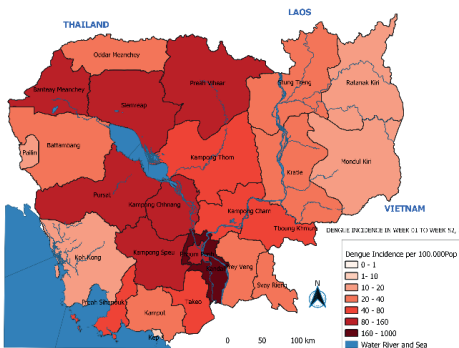 THAILAND
LAOS
Oddar Meanchey
Preah Vihear
Stung Treng
Ratanak Kiri
Banteay Meanchey
Siemreap
Battambang
Pailin
Kampong Thom
Mondul Kiri
Kratie
Pursat
Kampong Chhnang
Kampong Cham
VIETNAM
Tboung Khmum
DENGUE INCIDENCE IN WEEK 01 TO WEEK 52,
Koh Kong
Kampong Speu
Prey Veng
Svay Rieng
Preah Sihanouk
Kampot
Takeo
Kep
Dengue Incidence per 100.000Pop
0 - 1
1- 10
10 - 20
20 - 40
40 - 80
80 - 160
160 - 1000
Water River and Sea
N
0 50 100 km